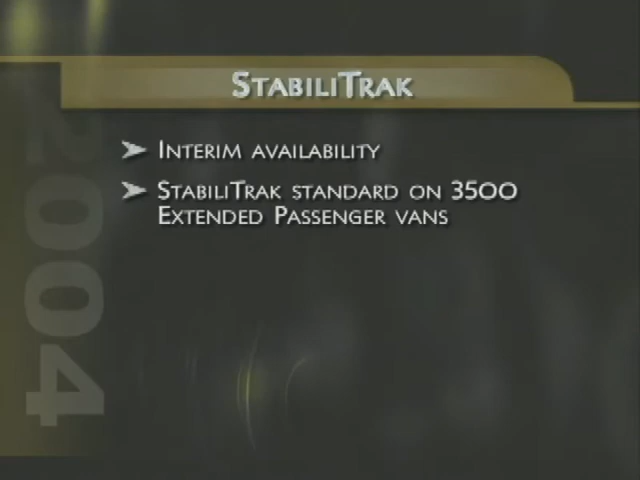 STABILITRAK
➤ INTERIM AVAILABILITY
➤ STABILITRAK STANDARD ON 3500
EXTENDED PASSENGER VANS
2004